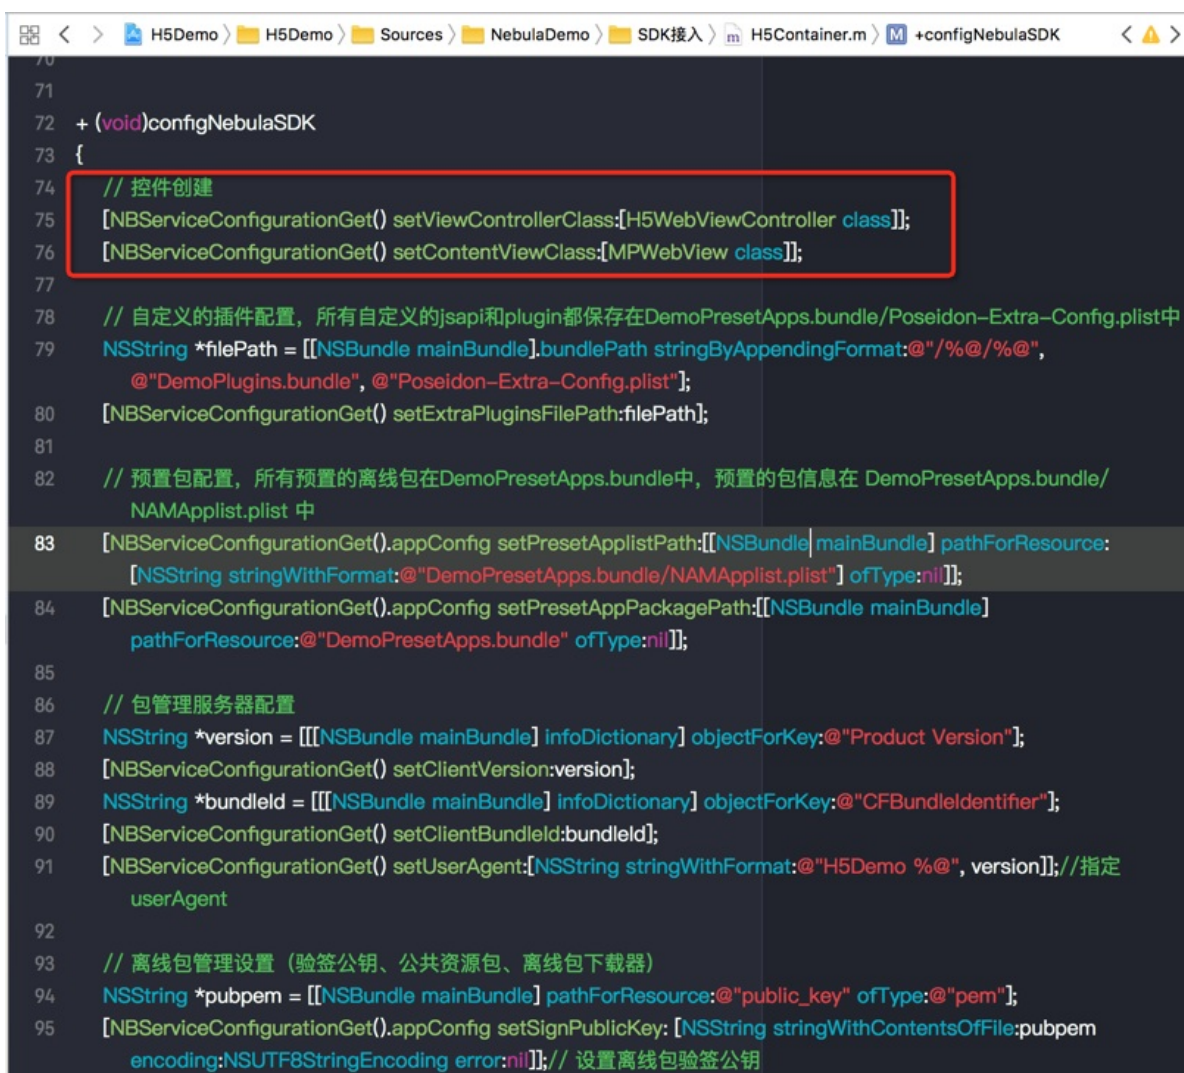 H5Demo 〉 H5Demo 〉 Sources 〉 NebulaDemo 〉 SDK接入 〉 m H5Container.m 〉 M +configNebulaSDK
70
71
72 + (void)configNebulaSDK
73 {
74 // 控件创建
75 [NBServiceConfigurationGet() setViewControllerClass:[H5WebViewController class]];
76 [NBServiceConfigurationGet() setContentViewClass:[MPWebView class]];
77
78 // 自定义的插件配置，所有自定义的jsapi和plugin都保存在DemoPresetApps.bundle/Poseidon-Extra-Config.plist中
79 NSString *filePath = [[NSBundle mainBundle].bundlePath stringByAppendingFormat:@"/%@/%@",
@"DemoPlugins.bundle", @"Poseidon-Extra-Config.plist"];
80 [NBServiceConfigurationGet() setExtraPluginsFilePath:filePath];
81
82 // 预置包配置，所有预置的离线包在DemoPresetApps.bundle中，预置的包信息在 DemoPresetApps.bundle/
NAMApplist.plist 中
83 [NBServiceConfigurationGet().appConfig setPresetApplistPath:[[NSBundle mainBundle] pathForResource:
[NSString stringWithFormat:@"DemoPresetApps.bundle/NAMApplist.plist"] ofType:nil]];
84 [NBServiceConfigurationGet().appConfig setPresetAppPackagePath:[[NSBundle mainBundle]
pathForResource:@"DemoPresetApps.bundle" ofType:nil]];
85
86 // 包管理服务器配置
87 NSString *version = [[[NSBundle mainBundle] infoDictionary] objectForKey:@"Product Version"];
88 [NBServiceConfigurationGet() setClientVersion:version];
89 NSString *bundleId = [[[NSBundle mainBundle] infoDictionary] objectForKey:@"CFBundleIdentifier"];
90 [NBServiceConfigurationGet() setClientBundleId:bundleId];
91 [NBServiceConfigurationGet() setUserAgent:[NSString stringWithFormat:@"H5Demo %@", version]];//指定
userAgent
92
93 // 离线包管理设置（验签公钥、公共资源包、离线包下载器）
94 NSString *pubpem = [[NSBundle mainBundle] pathForResource:@"public_key" ofType:@"pem"];
95 [NBServiceConfigurationGet().appConfig setSignPublicKey: [NSString stringWithContentsOfFile:pubpem
encoding:NSUTF8StringEncoding error:nil]];// 设置离线包验签公钥